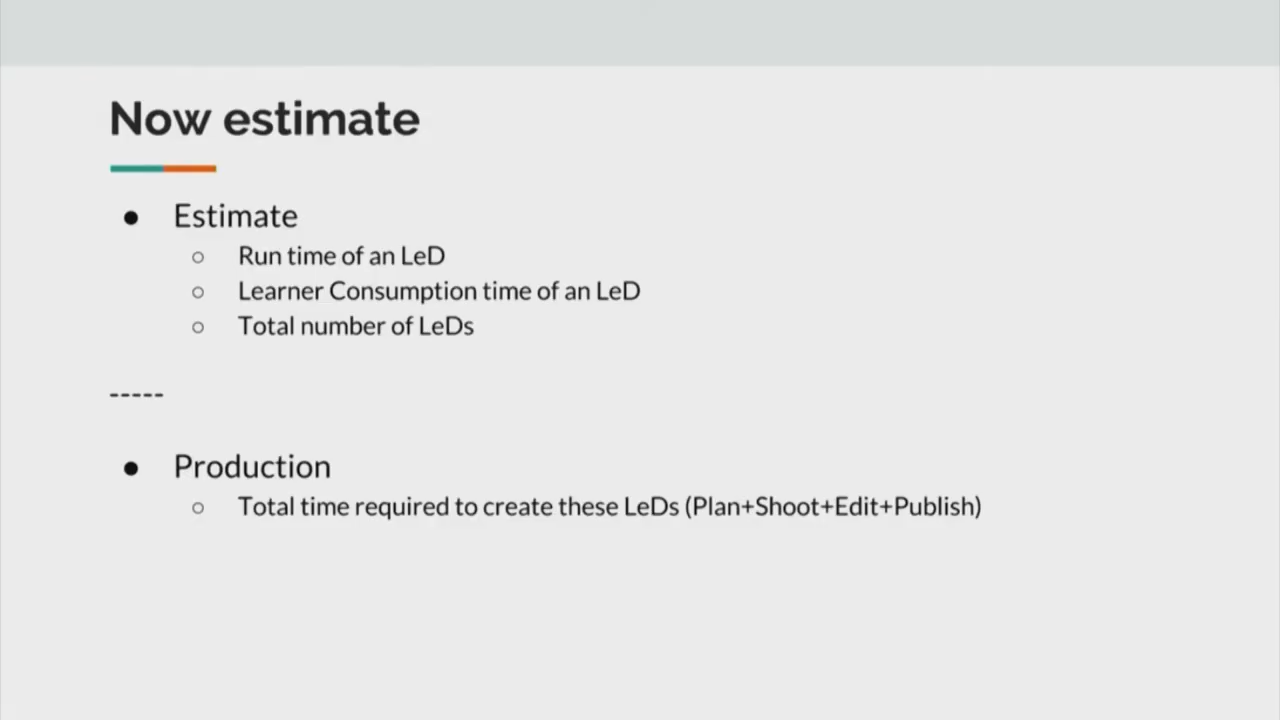 Now estimate
● Estimate
○ Run time of an LeD
○ Learner Consumption time of an LeD
○ Total number of LeDs
-----
● Production
○ Total time required to create these LeDs (Plan+Shoot+Edit+Publish)